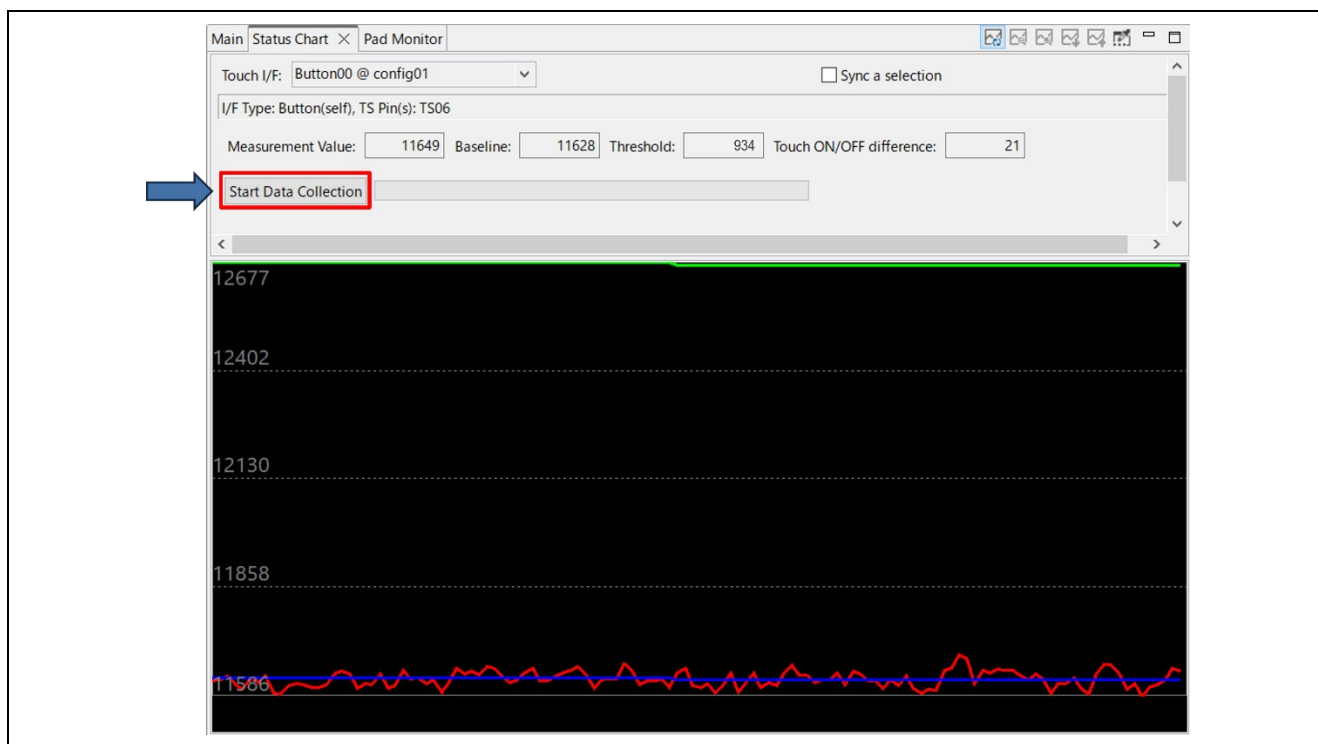 Main Status Chart Pad Monitor
Touch I/F: Button00 @ config01 Sync a selection
I/F Type: Button(self), TS Pin(s): TS06
Measurement Value: 11649 Baseline: 11628 Threshold: 934 Touch ON/OFF difference: 21
Start Data Collection
12677
12402
12130
11858
11586